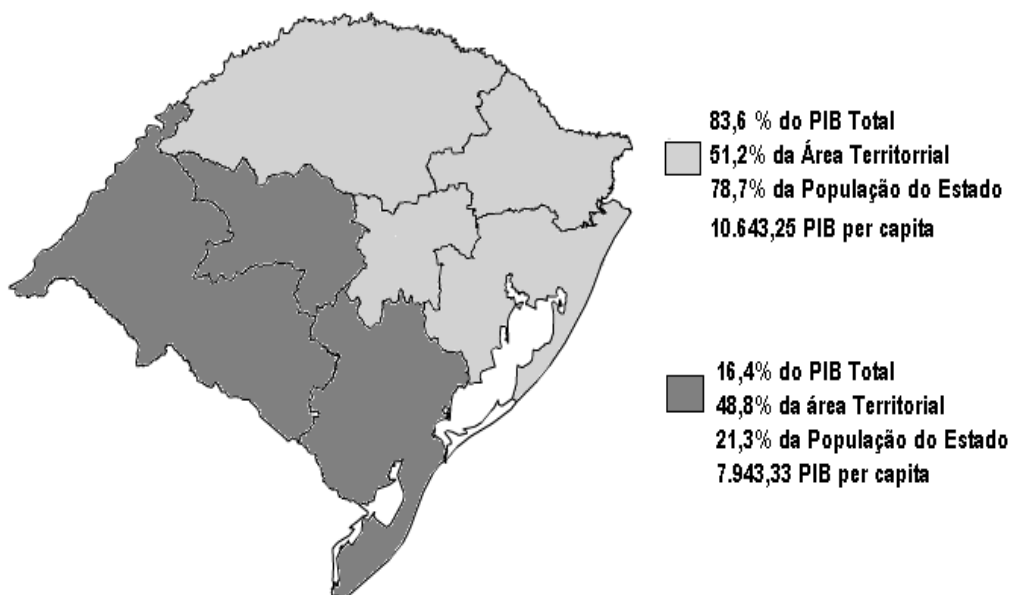 83,6 % do PIB Total
51,2% da Área Territorrial
78,7% da População do Estado
10.643,25 PIB per capita
16,4% do PIB Total
48,8% da área Territorial
21,3% da População do Estado
7.943,33 PIB per capita